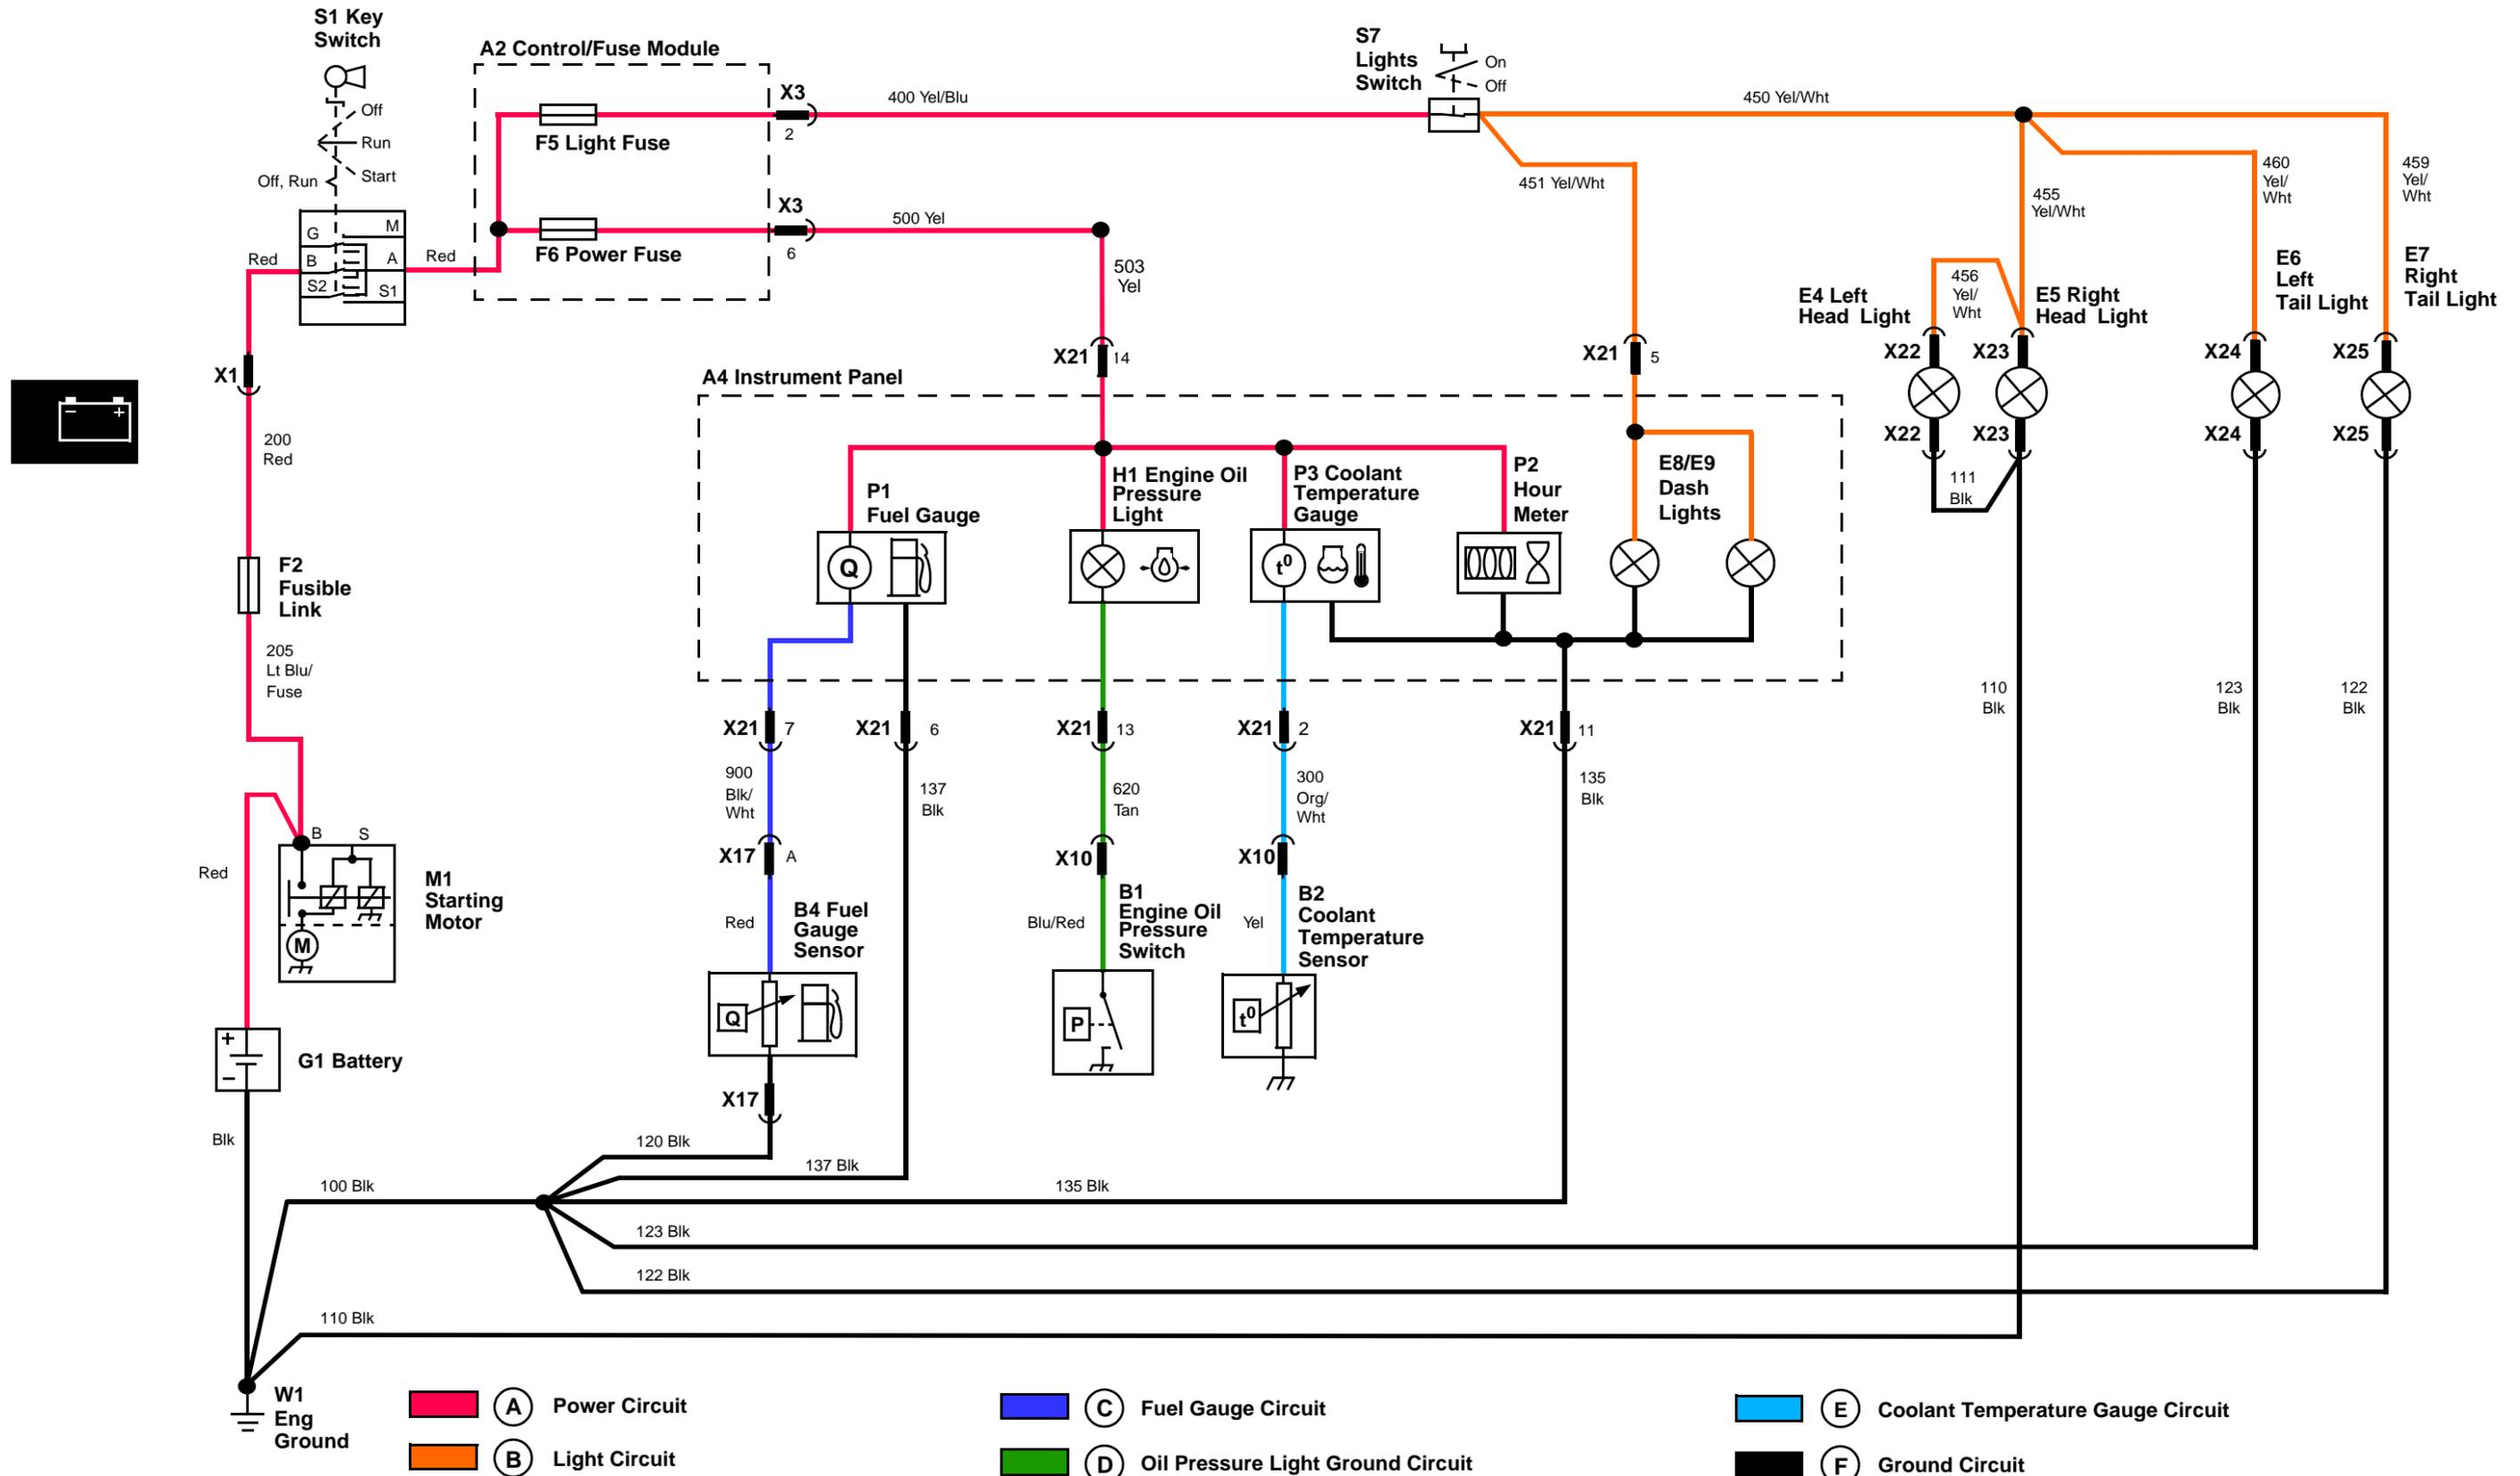 S1 Key
Switch
Off
Run
Start
Off, Run
G
M
B
A
S2
S1
Red
Red
A2 Control/Fuse Module
F5 Light Fuse
F6 Power Fuse
X3
2
X3
6
400 Yel/Blu
500 Yel
503
Yel
S7
Lights
Switch
On
Off
450 Yel/Wht
451 Yel/Wht
455
Yel/Wht
460
Yel/
Wht
459
Yel/
Wht
456
Yel/
Wht
E4 Left
Head Light
E5 Right
Head Light
E6
Left
Tail Light
E7
Right
Tail Light
X22
X23
X24
X25
X22
X23
X24
X25
111
Blk
110
Blk
123
Blk
122
Blk
X1
200
Red
F2
Fusible
Link
205
Lt Blu/
Fuse
− +
X21
14
X21
5
A4 Instrument Panel
P1
Fuel Gauge
H1 Engine Oil
Pressure
Light
P3 Coolant
Temperature
Gauge
P2
Hour
Meter
E8/E9
Dash
Lights
Q
t⁰
X21
7
X21
6
X21
13
X21
2
X21
11
900
Blk/
Wht
137
Blk
620
Tan
300
Org/
Wht
135
Blk
X17
A
X10
X10
Red
B4 Fuel
Gauge
Sensor
Blu/Red
B1
Engine Oil
Pressure
Switch
Yel
B2
Coolant
Temperature
Sensor
Q
P
t⁰
X17
B
S
M
M1
Starting
Motor
Red
+
−
G1 Battery
Blk
120 Blk
137 Blk
100 Blk
135 Blk
123 Blk
122 Blk
110 Blk
W1
Eng
Ground
A Power Circuit
B Light Circuit
C Fuel Gauge Circuit
D Oil Pressure Light Ground Circuit
E Coolant Temperature Gauge Circuit
F Ground Circuit